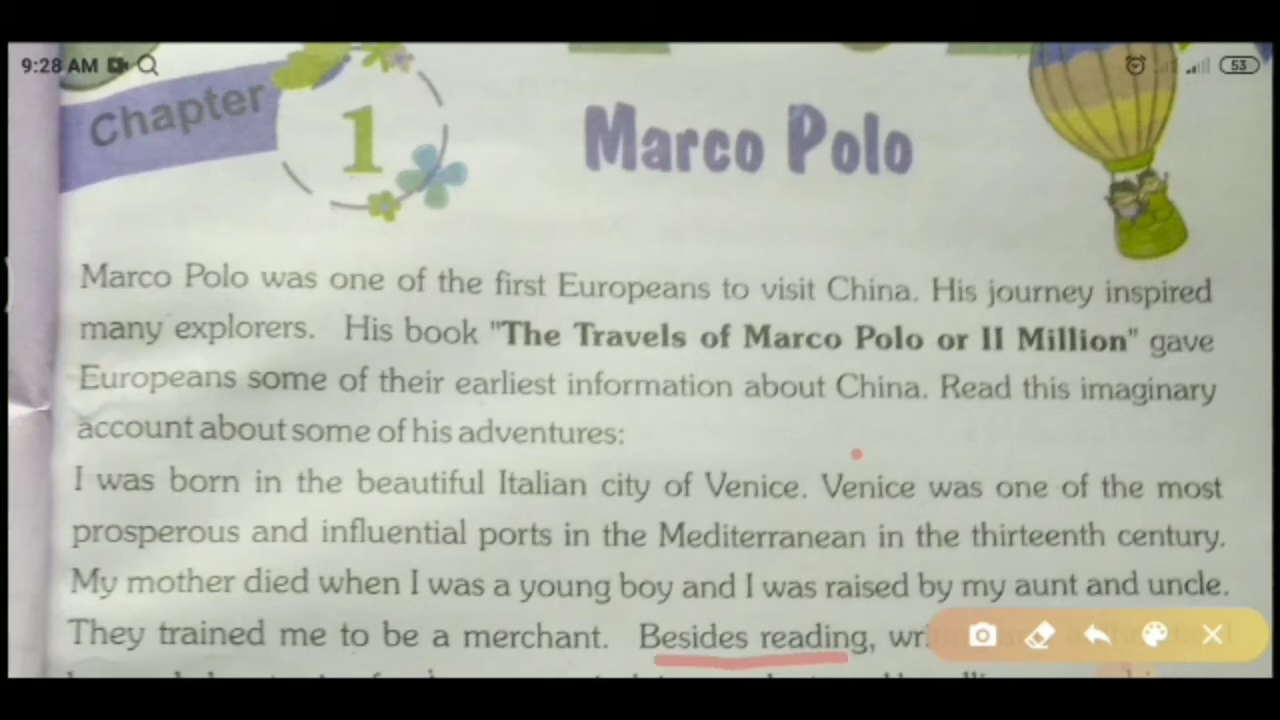 9:28 AM
53
Chapter
1
Marco Polo
Marco Polo was one of the first Europeans to visit China. His journey inspired
many explorers. His book "The Travels of Marco Polo or II Million" gave
Europeans some of their earliest information about China. Read this imaginary
account about some of his adventures:
I was born in the beautiful Italian city of Venice. Venice was one of the most
prosperous and influential ports in the Mediterranean in the thirteenth century.
My mother died when I was a young boy and I was raised by my aunt and uncle.
They trained me to be a merchant. Besides reading,